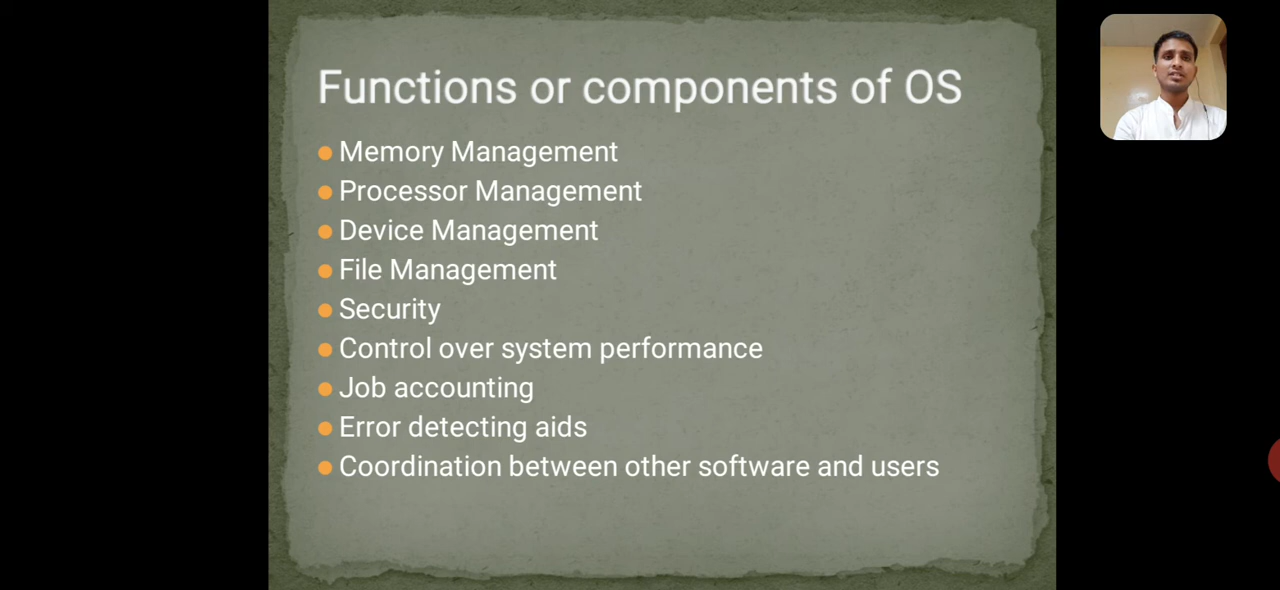 Functions or components of OS
Memory Management
Processor Management
Device Management
File Management
Security
Control over system performance
Job accounting
Error detecting aids
Coordination between other software and users